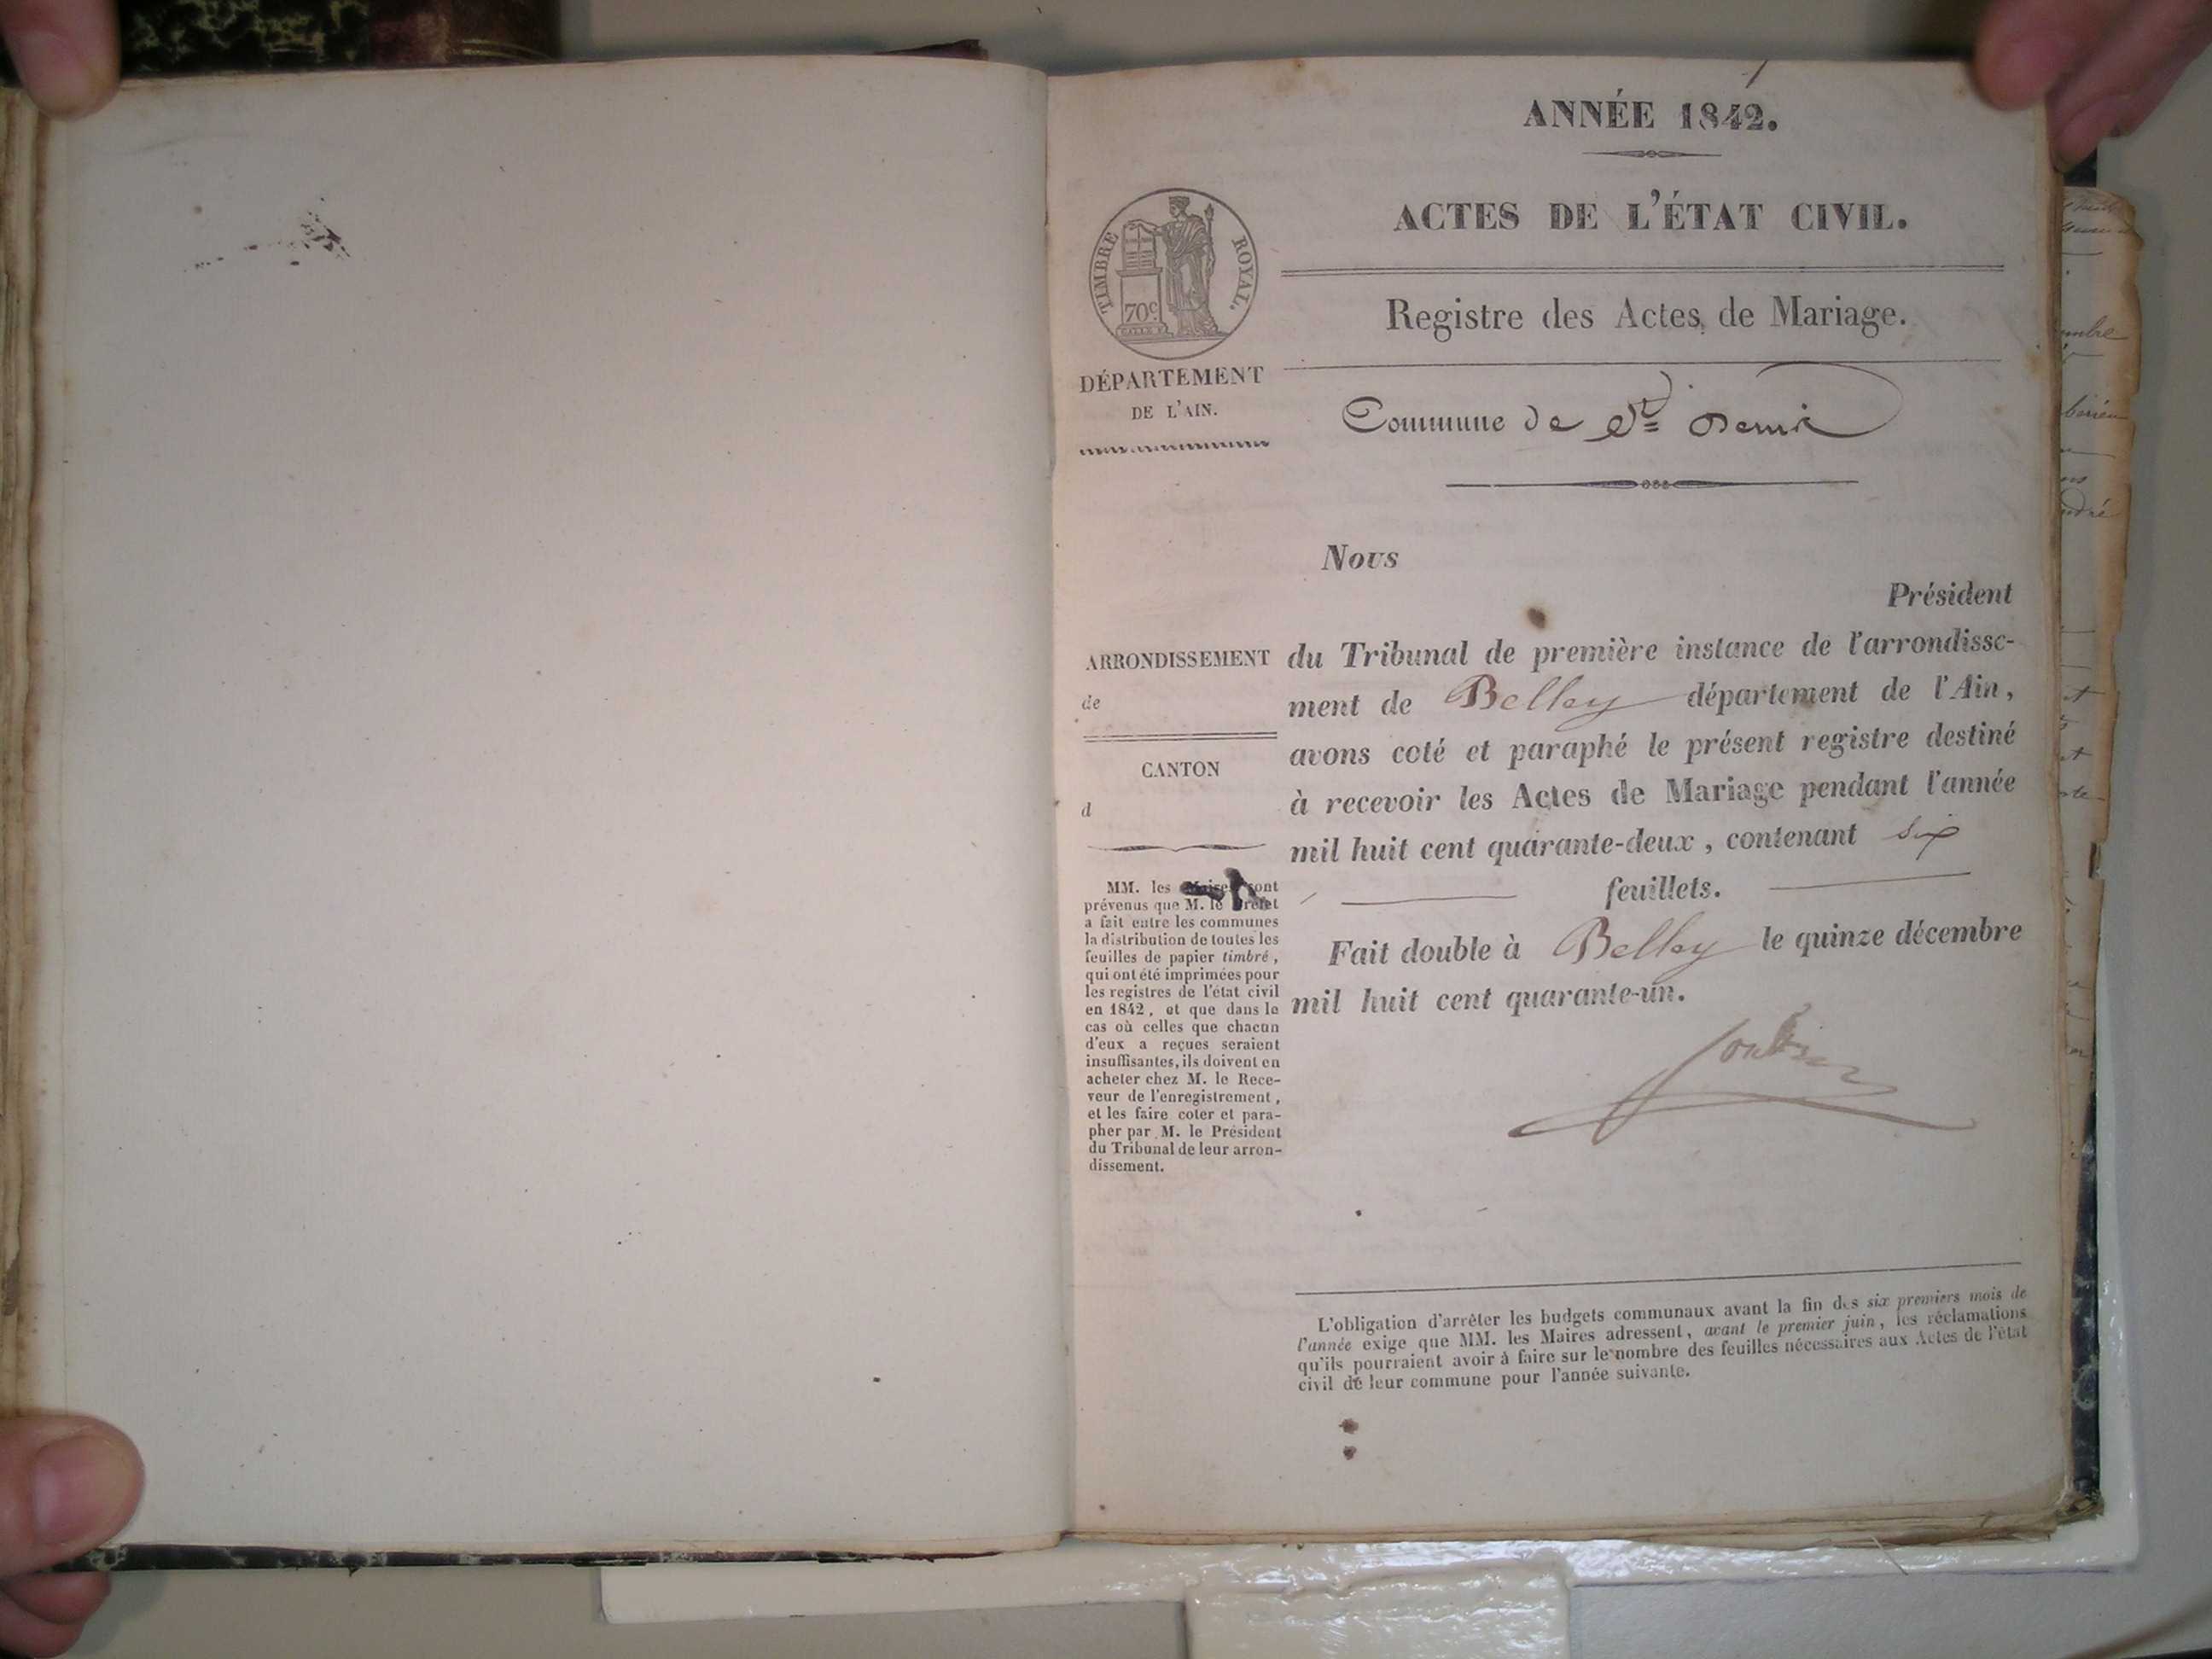 1
ANNÉE 1842.
ACTES DE L'ÉTAT CIVIL.
Registre des Actes de Mariage.
TIMBRE ROYAL.
70c.
DÉPARTEMENT
DE L'AIN.
Commune de St Denis
Nous
Président
ARRONDISSEMENT
de
CANTON
d
du Tribunal de première instance de l'arrondisse-
ment de Belley département de l'Ain,
avons coté et paraphé le présent registre destiné
à recevoir les Actes de Mariage pendant l'année
mil huit cent quarante-deux, contenant six
feuillets.
Fait double à Belley le quinze décembre
mil huit cent quarante-un.
MM. les Maires sont
prévenus que M. le Préfet
a fait entre les communes
la distribution de toutes les
feuilles de papier timbré,
qui ont été imprimées pour
les registres de l'état civil
en 1842, et que dans le
cas où celles que chacun
d'eux a reçues seraient
insuffisantes, ils doivent en
acheter chez M. le Rece-
veur de l'enregistrement,
et les faire coter et para-
pher par M. le Président
du Tribunal de leur arron-
dissement.
L'obligation d'arrêter les budgets communaux avant la fin des six premiers mois de
l'année exige que MM. les Maires adressent, avant le premier juin, les réclamations
qu'ils pourraient avoir à faire sur le nombre des feuilles nécessaires aux Actes de l'état
civil de leur commune pour l'année suivante.